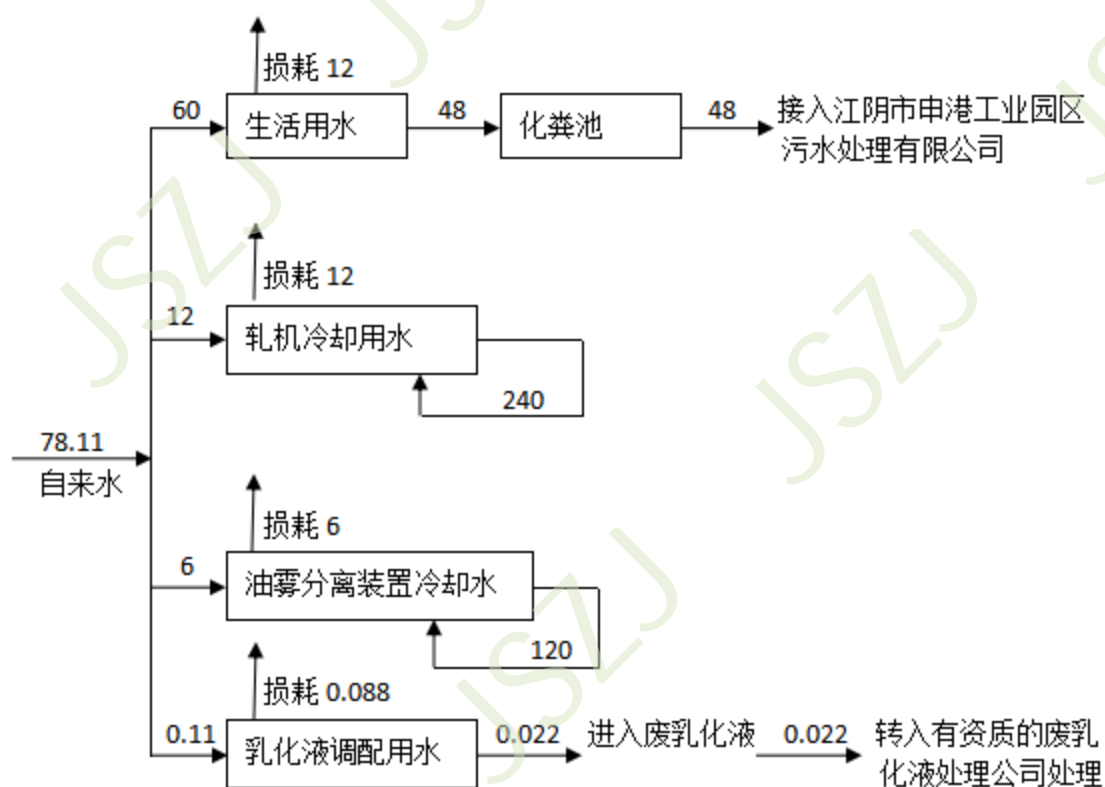 损耗 12
60
生活用水
48
化粪池
48
接入江阴市申港工业园区
污水处理有限公司
损耗 12
12
轧机冷却用水
240
78.11
自来水
损耗 6
6
油雾分离装置冷却水
120
损耗 0.088
0.11
乳化液调配用水
0.022
进入废乳化液
0.022
转入有资质的废乳
化液处理公司处理
JSZJ
JSZJ
JSZJ
JSZJ
JS